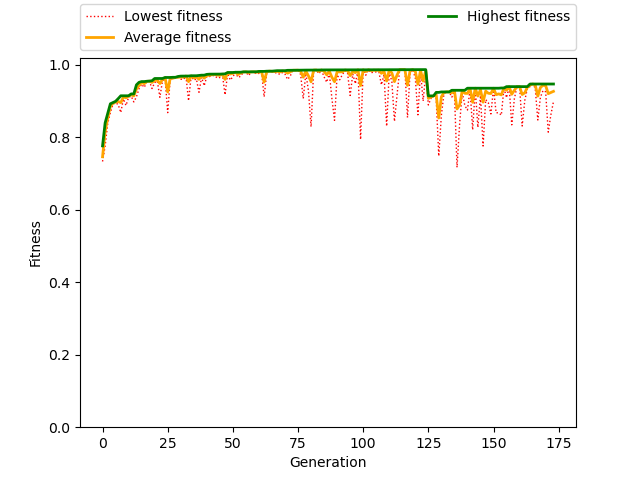 Lowest fitness
Average fitness
Highest fitness
1.0
0.8
0.6
0.4
0.2
0.0
Fitness
0 25 50 75 100 125 150 175
Generation